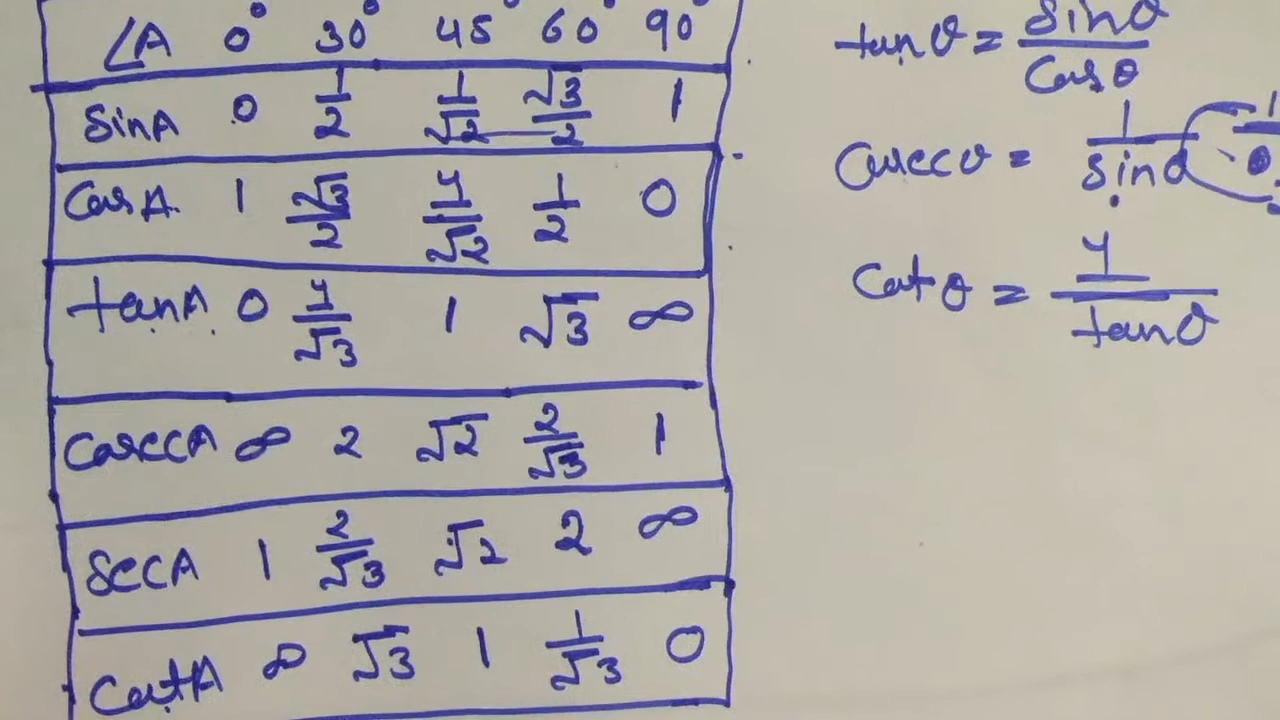 ∠A 0° 30° 45° 60° 90°
SinA 0 1/2 1/√2 √3/2 1
CosA 1 √3/2 1/√2 1/2 0
tanA 0 1/√3 1 √3 ∞
CosecA ∞ 2 √2 2/√3 1
SecA 1 2/√3 √2 2 ∞
CotA ∞ √3 1 1/√3 0
tanθ = Sinθ/Cosθ
Cosecθ = 1/Sinθ 1/0
Cotθ = 1/tanθ